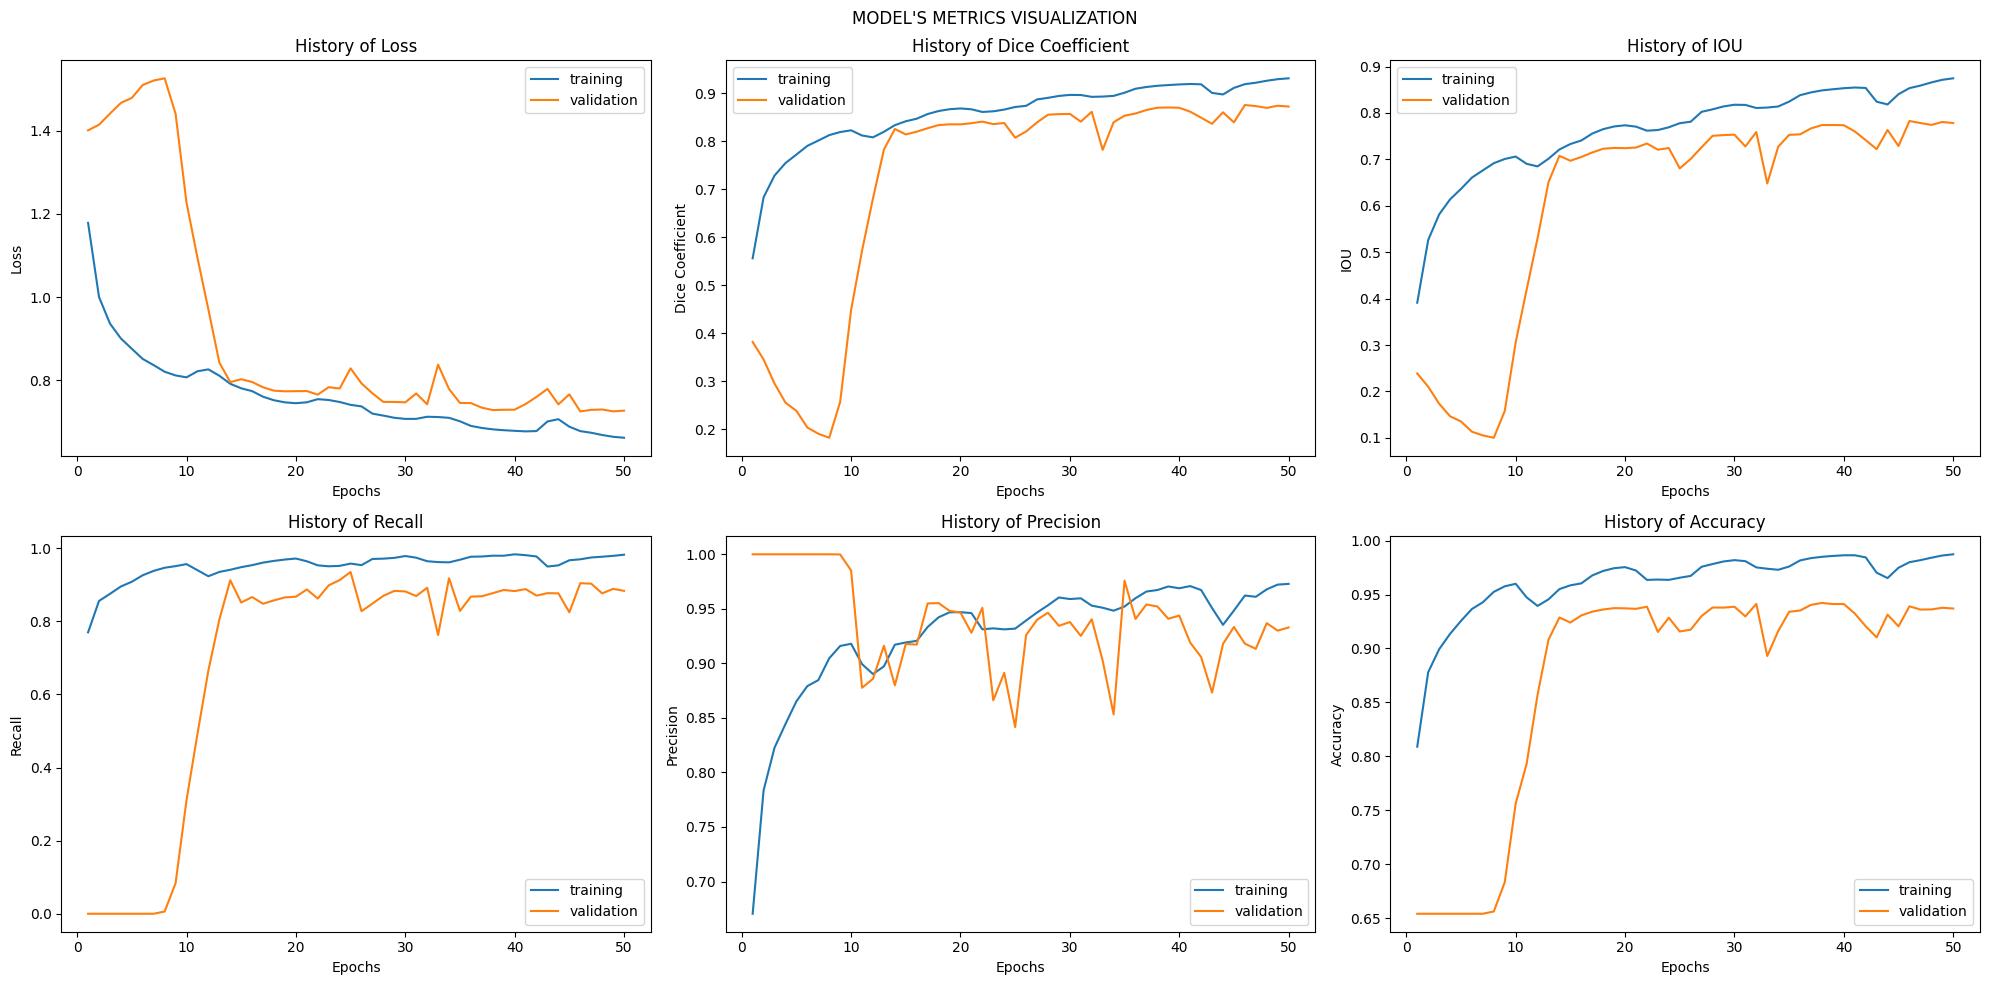 MODEL'S METRICS VISUALIZATION
History of Loss
training
validation
1.4
1.2
1.0
0.8
Loss
0 10 20 30 40 50
Epochs
History of Dice Coefficient
training
validation
0.9
0.8
0.7
0.6
0.5
0.4
0.3
0.2
Dice Coefficient
0 10 20 30 40 50
Epochs
History of IOU
training
validation
0.9
0.8
0.7
0.6
0.5
0.4
0.3
0.2
0.1
IOU
0 10 20 30 40 50
Epochs
History of Recall
1.0
0.8
0.6
0.4
0.2
0.0
Recall
training
validation
0 10 20 30 40 50
Epochs
History of Precision
1.00
0.95
0.90
0.85
0.80
0.75
0.70
Precision
training
validation
0 10 20 30 40 50
Epochs
History of Accuracy
1.00
0.95
0.90
0.85
0.80
0.75
0.70
0.65
Accuracy
training
validation
0 10 20 30 40 50
Epochs